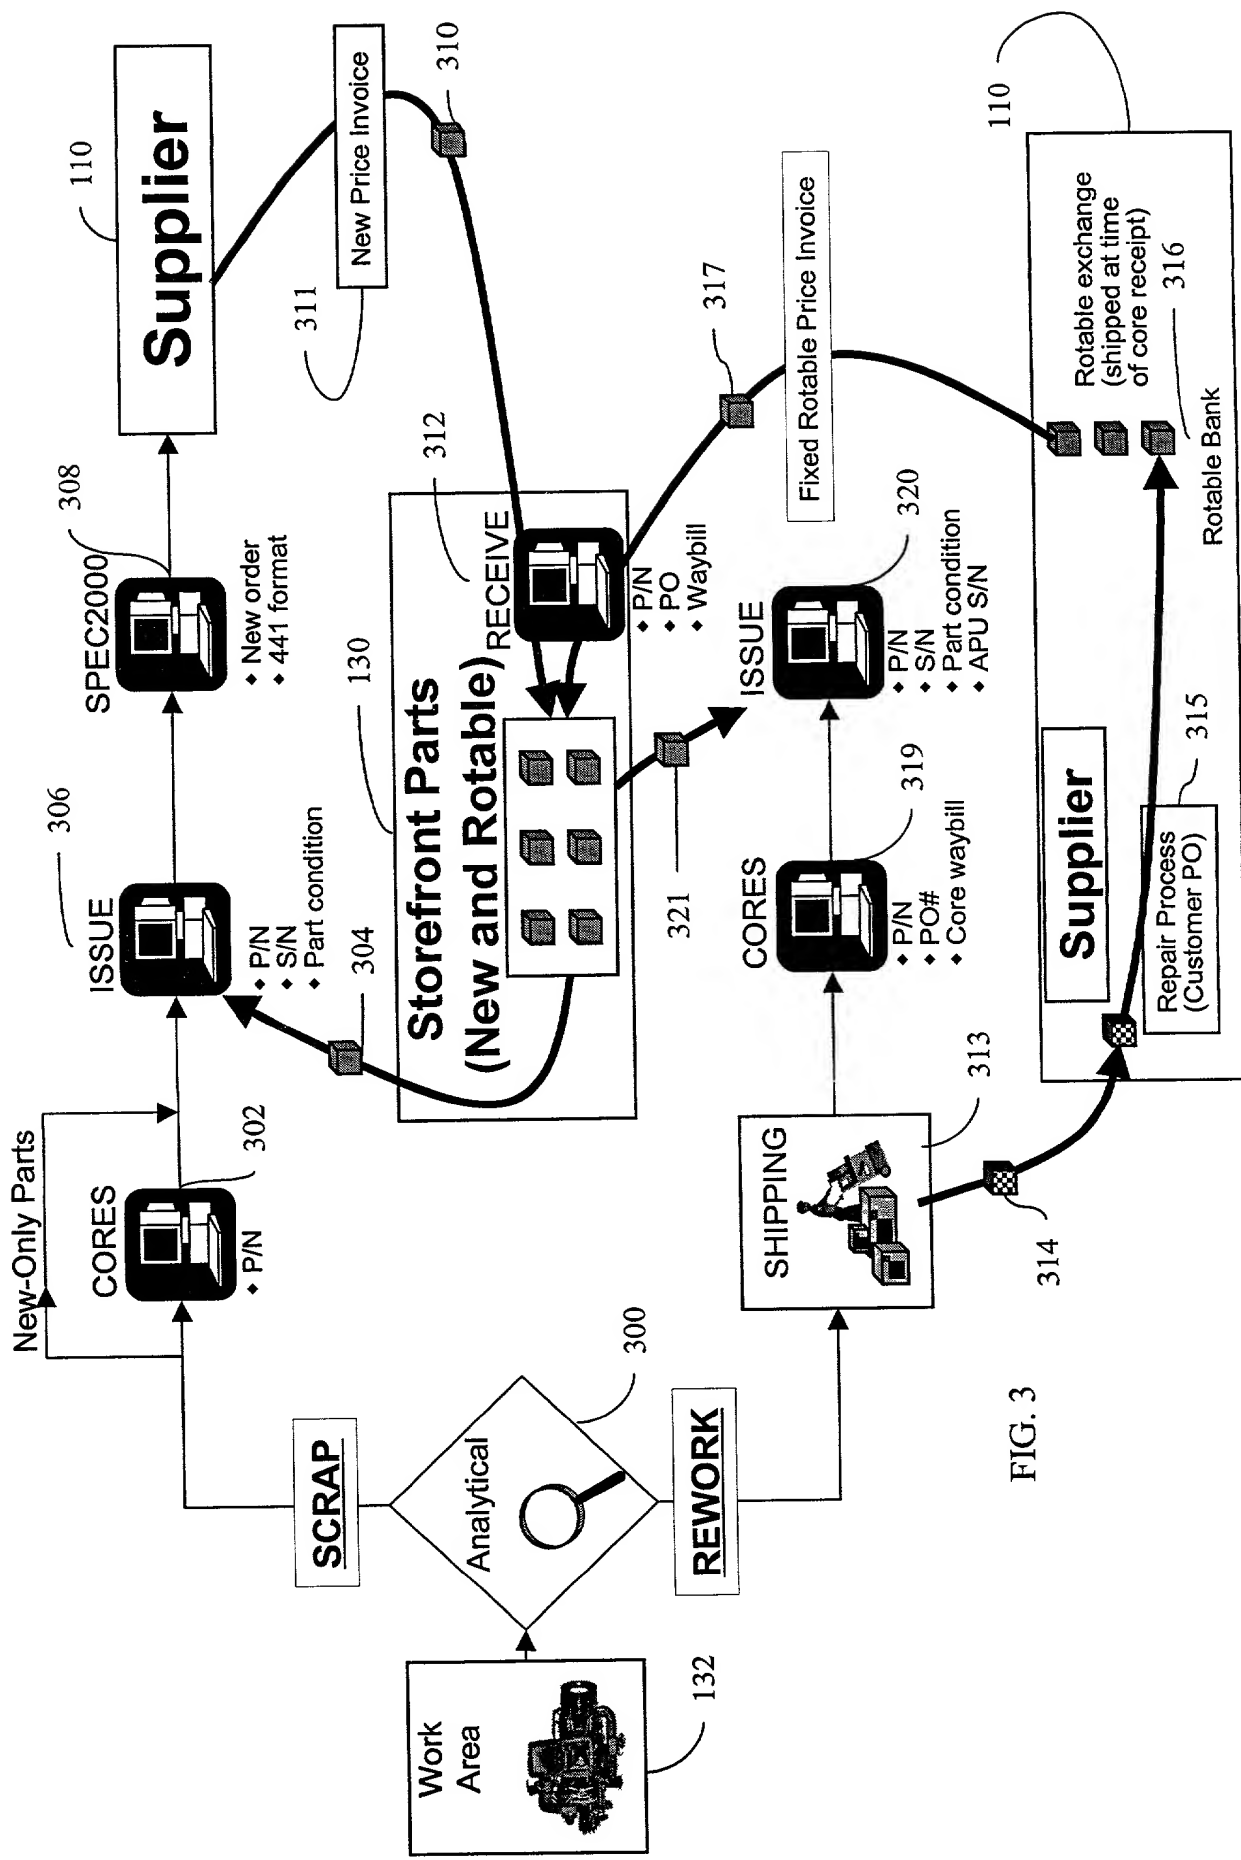 New-Only Parts
CORES
302
◆ P/N
ISSUE
306
◆ P/N
◆ S/N
◆ Part condition
SPEC2000
308
◆ New order
◆ 441 format
110
Supplier
311
New Price Invoice
310
304
130
Storefront Parts
(New and Rotable)
RECEIVE
312
◆ P/N
◆ PO
◆ Waybill
SCRAP
Analytical
300
REWORK
Work
Area
132
SHIPPING
313
314
CORES
319
◆ P/N
◆ PO#
◆ Core waybill
321
ISSUE
320
◆ P/N
◆ S/N
◆ Part condition
◆ APU S/N
317
Fixed Rotable Price Invoice
110
Supplier
Repair Process
(Customer PO)
315
Rotable exchange
(shipped at time
of core receipt)
316
Rotable Bank
FIG. 3